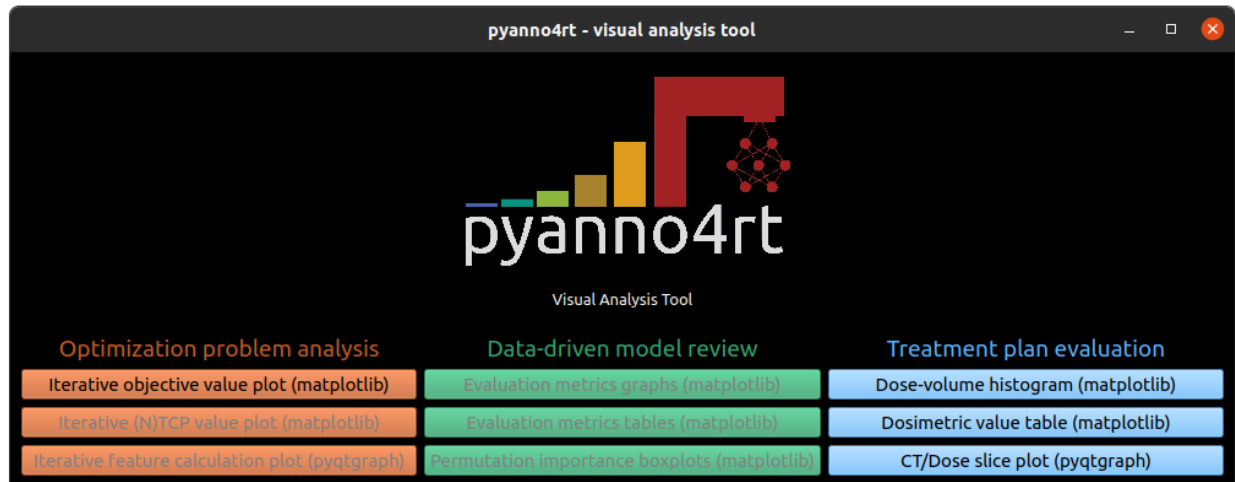 pyanno4rt - visual analysis tool
pyanno4rt
Visual Analysis Tool
Optimization problem analysis
Data-driven model review
Treatment plan evaluation
Iterative objective value plot (matplotlib)
Evaluation metrics graphs (matplotlib)
Dose-volume histogram (matplotlib)
Iterative (N)TCP value plot (matplotlib)
Evaluation metrics tables (matplotlib)
Dosimetric value table (matplotlib)
Iterative feature calculation plot (pyqtgraph)
Permutation importance boxplots (matplotlib)
CT/Dose slice plot (pyqtgraph)